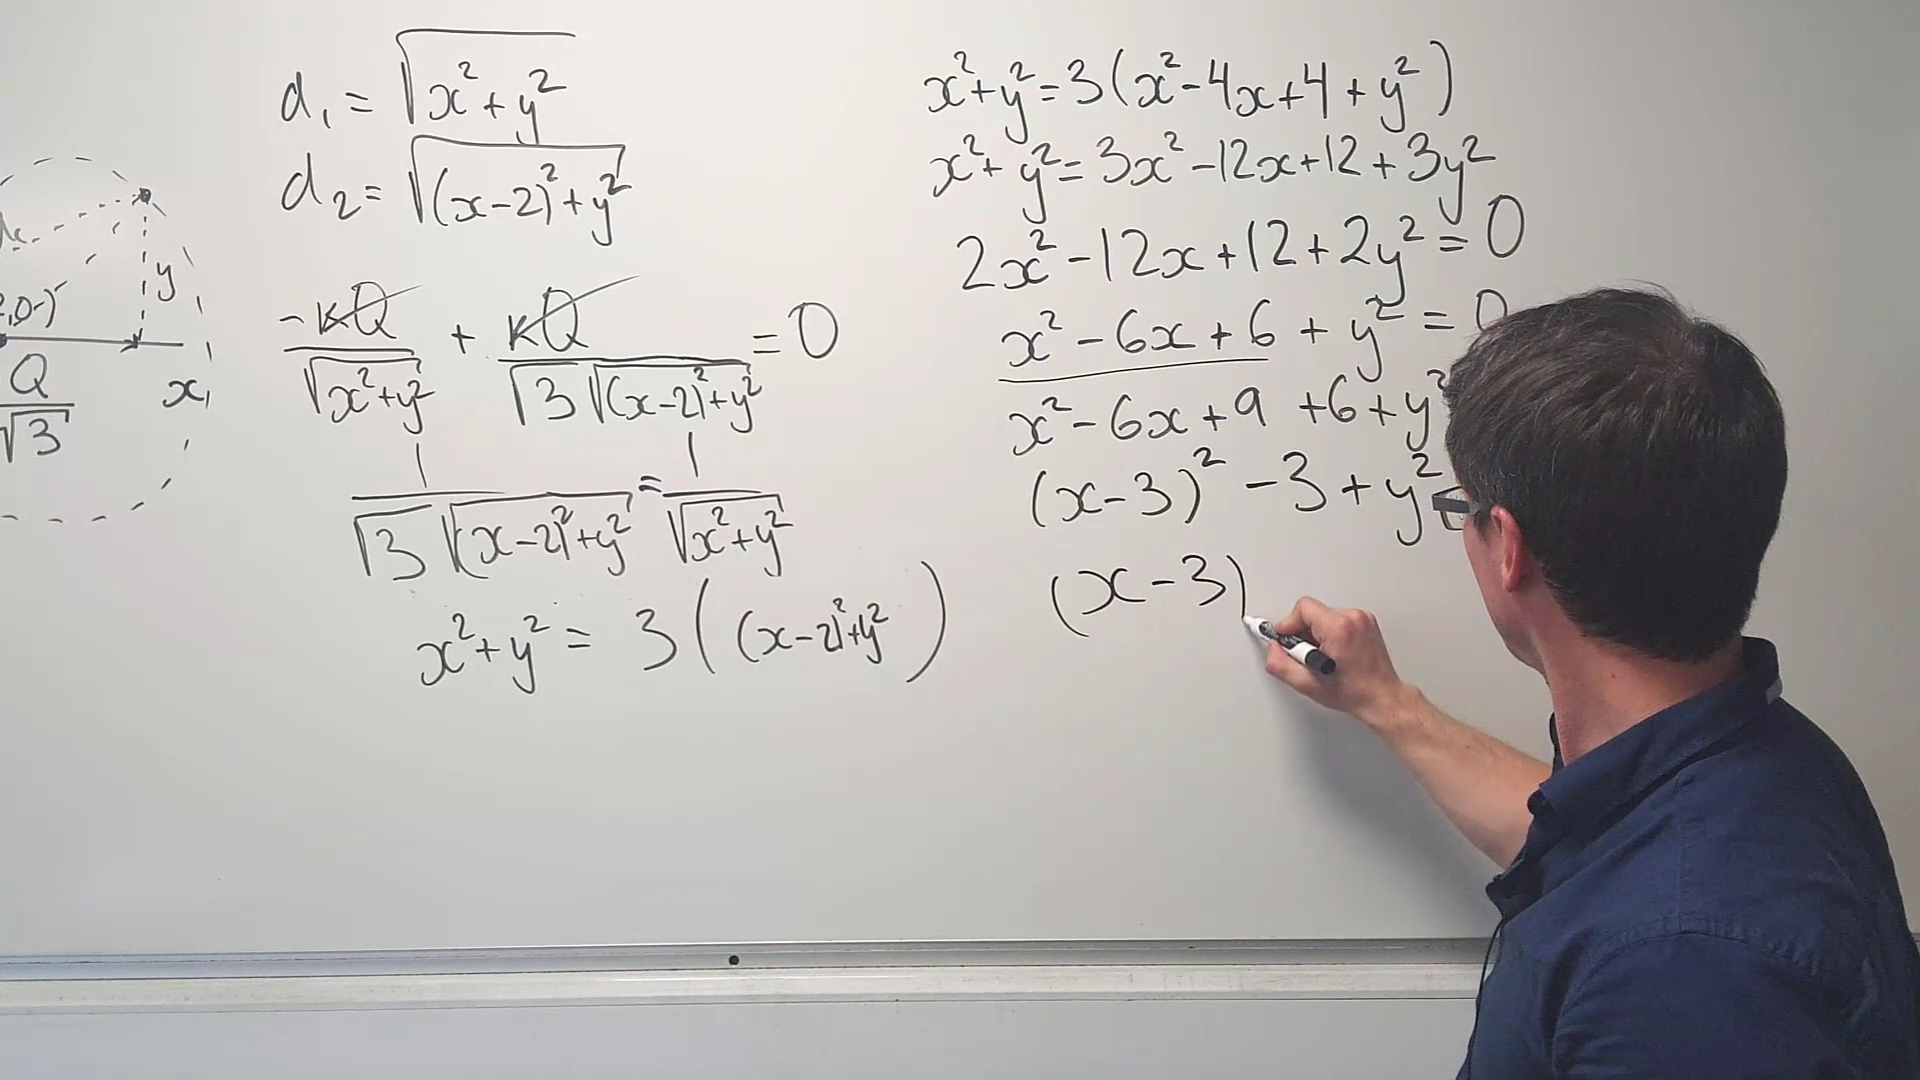 d₁ = √(x²+y²)
d₂ = √((x-2)²+y²)
y
Q
√3
x
-kQ/√(x²+y²) + kQ/(√3√((x-2)²+y²)) = 0
1/(√3√((x-2)²+y²)) = 1/√(x²+y²)
x²+y² = 3((x-2)²+y²)
x²+y²=3(x²-4x+4+y²)
x²+y²=3x²-12x+12+3y²
2x²-12x+12+2y²=0
x²-6x+6+y²=0
x²-6x+9+6+y²
(x-3)²-3+y²
(x-3)